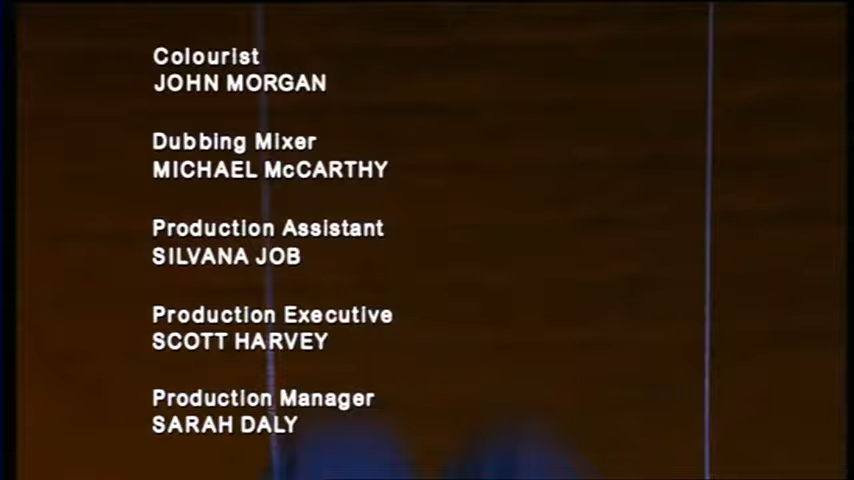 Colourist
JOHN MORGAN
Dubbing Mixer
MICHAEL McCARTHY
Production Assistant
SILVANA JOB
Production Executive
SCOTT HARVEY
Production Manager
SARAH DALY